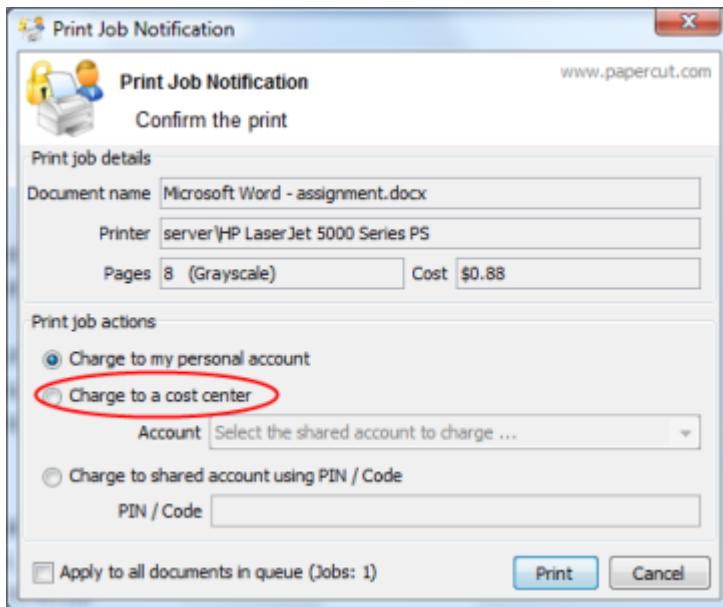 Print Job Notification
www.papercut.com
Print Job Notification
Confirm the print
Print job details
Document name Microsoft Word - assignment.docx
Printer server\HP LaserJet 5000 Series PS
Pages 8 (Grayscale) Cost $0.88
Print job actions
Charge to my personal account
Charge to a cost center
Account Select the shared account to charge ...
Charge to shared account using PIN / Code
PIN / Code
Apply to all documents in queue (Jobs: 1) Print Cancel